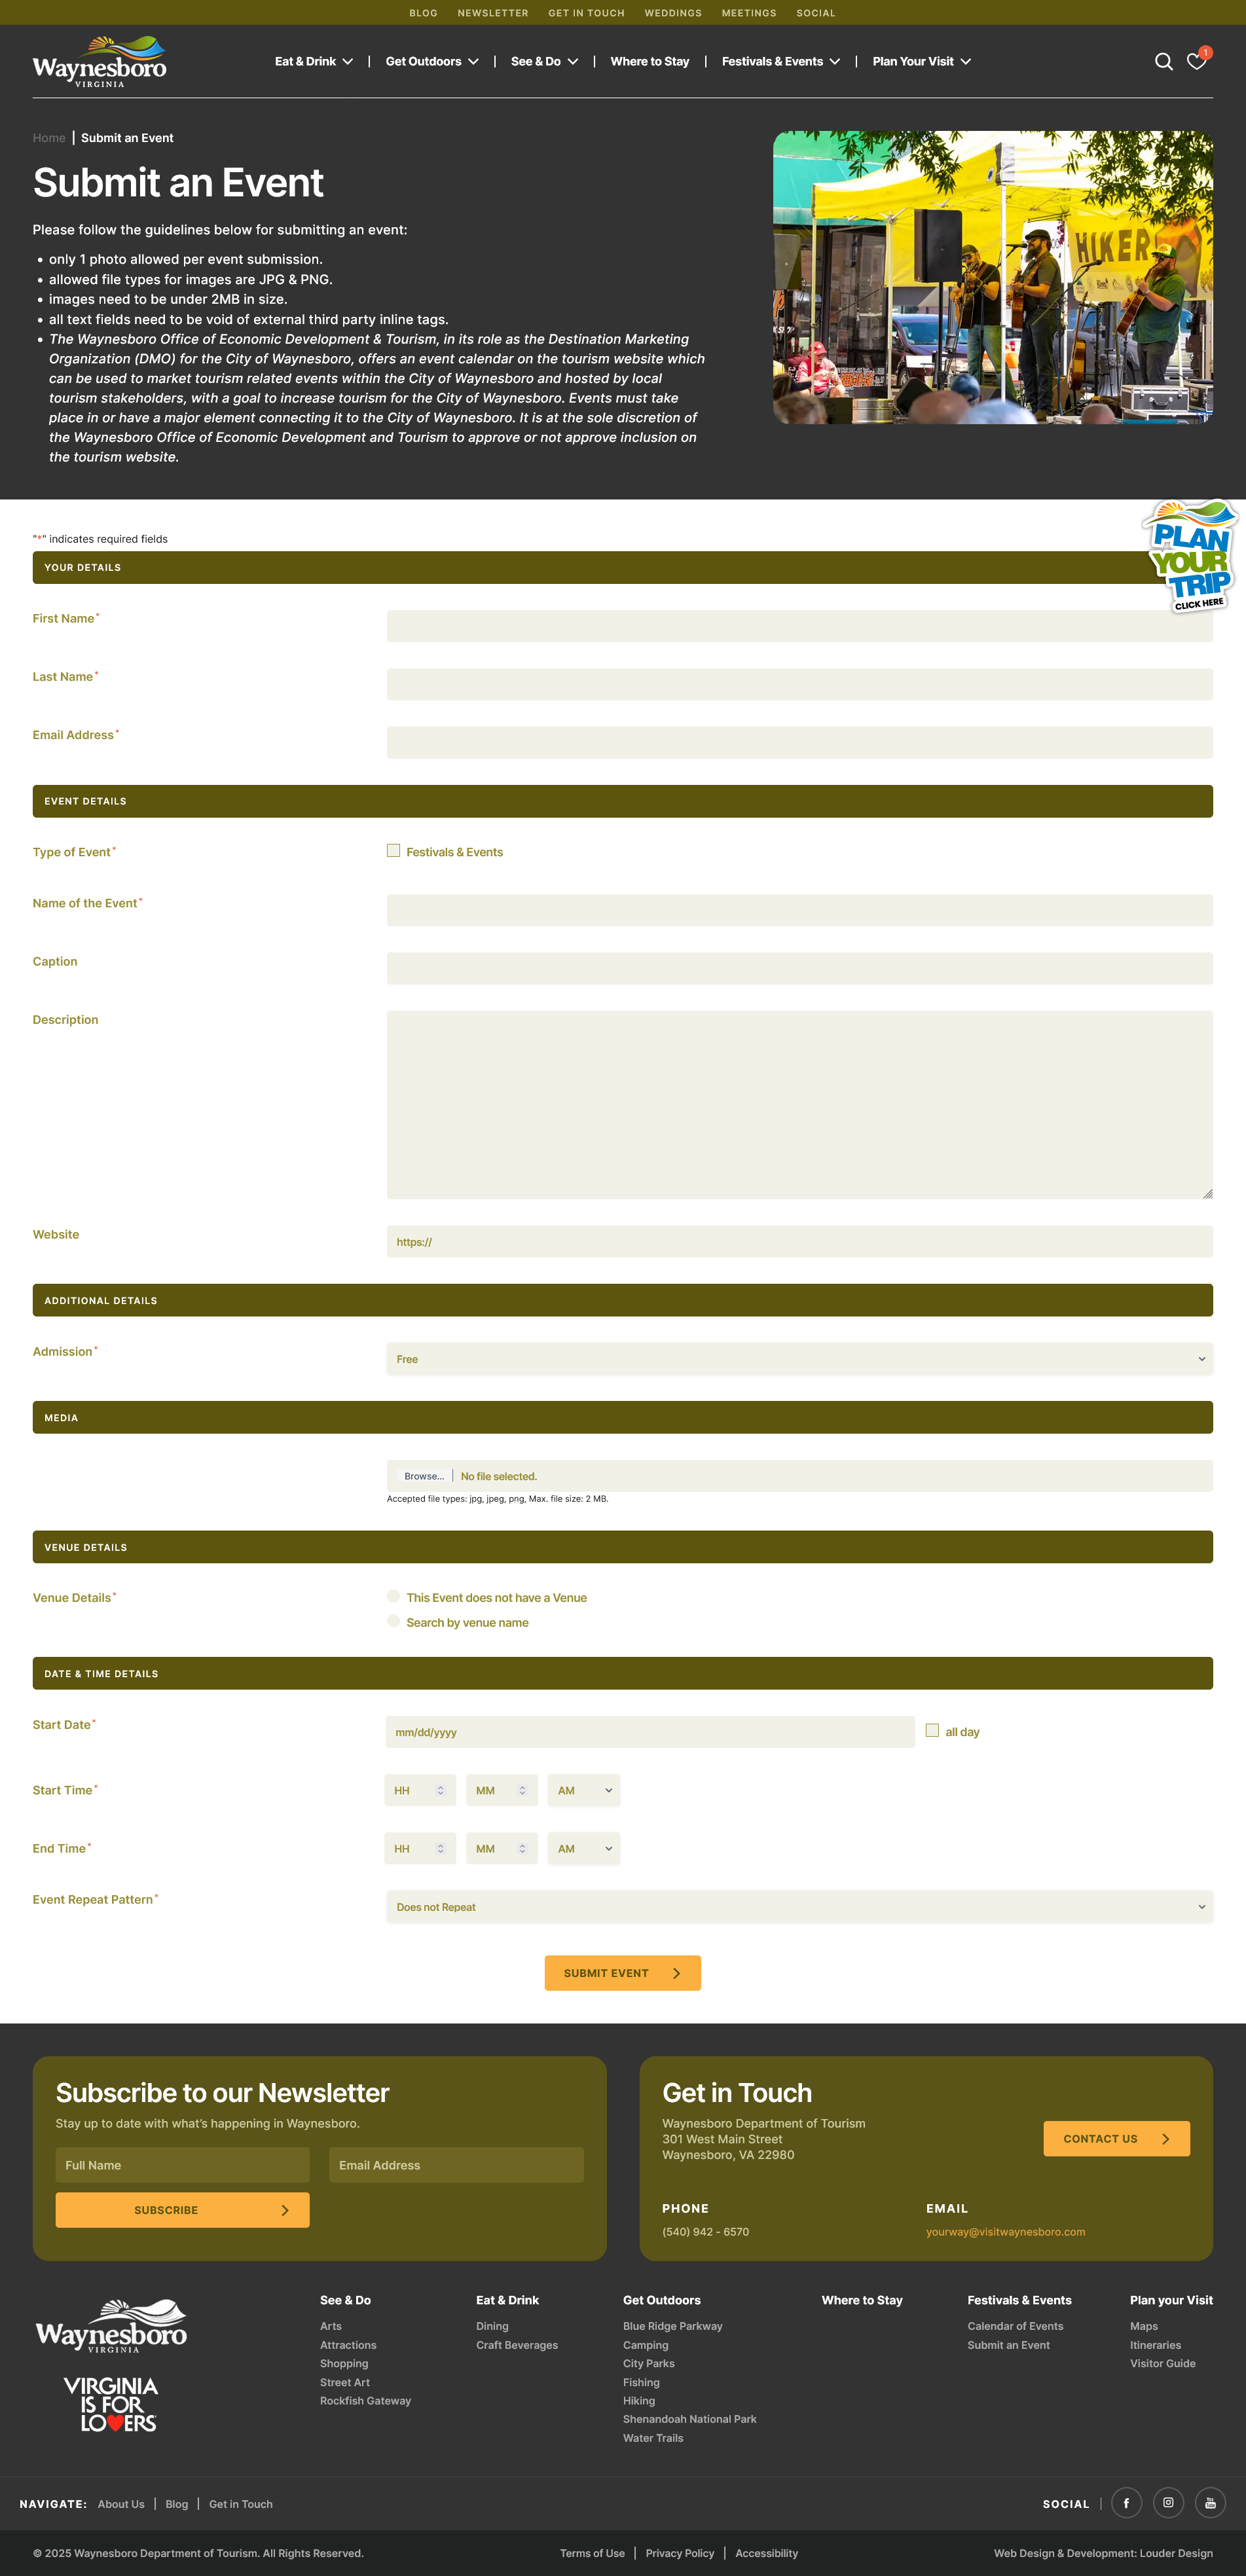 BLOG NEWSLETTER GET IN TOUCH WEDDINGS MEETINGS SOCIAL
Waynesboro
VIRGINIA
Eat & Drink | Get Outdoors | See & Do | Where to Stay | Festivals & Events | Plan Your Visit
1
Home | Submit an Event
Submit an Event
Please follow the guidelines below for submitting an event:
• only 1 photo allowed per event submission.
• allowed file types for images are JPG & PNG.
• images need to be under 2MB in size.
• all text fields need to be void of external third party inline tags.
• The Waynesboro Office of Economic Development & Tourism, in its role as the Destination Marketing
Organization (DMO) for the City of Waynesboro, offers an event calendar on the tourism website which
can be used to market tourism related events within the City of Waynesboro and hosted by local
tourism stakeholders, with a goal to increase tourism for the City of Waynesboro. Events must take
place in or have a major element connecting it to the City of Waynesboro. It is at the sole discretion of
the Waynesboro Office of Economic Development and Tourism to approve or not approve inclusion on
the tourism website.
HIKER
PLAN
YOUR
TRIP
CLICK HERE
"*" indicates required fields
YOUR DETAILS
First Name*
Last Name*
Email Address*
EVENT DETAILS
Type of Event*
Festivals & Events
Name of the Event*
Caption
Description
Website
https://
ADDITIONAL DETAILS
Admission*
Free
MEDIA
Browse... No file selected.
Accepted file types: jpg, jpeg, png, Max. file size: 2 MB.
VENUE DETAILS
Venue Details*
This Event does not have a Venue
Search by venue name
DATE & TIME DETAILS
Start Date*
mm/dd/yyyy
all day
Start Time*
HH MM AM
End Time*
HH MM AM
Event Repeat Pattern*
Does not Repeat
SUBMIT EVENT
Subscribe to our Newsletter
Stay up to date with what's happening in Waynesboro.
Full Name
Email Address
SUBSCRIBE
Get in Touch
Waynesboro Department of Tourism
301 West Main Street
Waynesboro, VA 22980
CONTACT US
PHONE
(540) 942 - 6570
EMAIL
yourway@visitwaynesboro.com
Waynesboro
VIRGINIA
VIRGINIA
IS FOR
LOVERS
See & Do
Arts
Attractions
Shopping
Street Art
Rockfish Gateway
Eat & Drink
Dining
Craft Beverages
Get Outdoors
Blue Ridge Parkway
Camping
City Parks
Fishing
Hiking
Shenandoah National Park
Water Trails
Where to Stay
Festivals & Events
Calendar of Events
Submit an Event
Plan your Visit
Maps
Itineraries
Visitor Guide
NAVIGATE: About Us | Blog | Get in Touch
SOCIAL
© 2025 Waynesboro Department of Tourism. All Rights Reserved.
Terms of Use | Privacy Policy | Accessibility
Web Design & Development: Louder Design